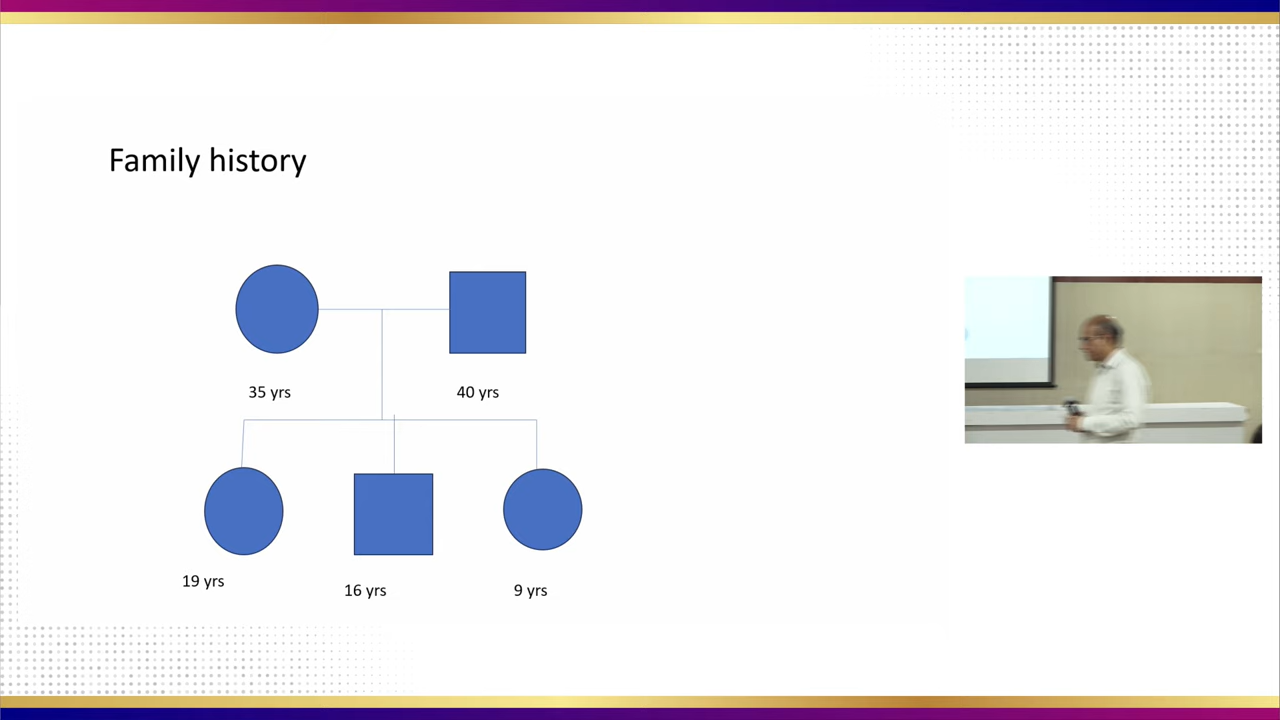 Family history
35 yrs
40 yrs
19 yrs
16 yrs
9 yrs